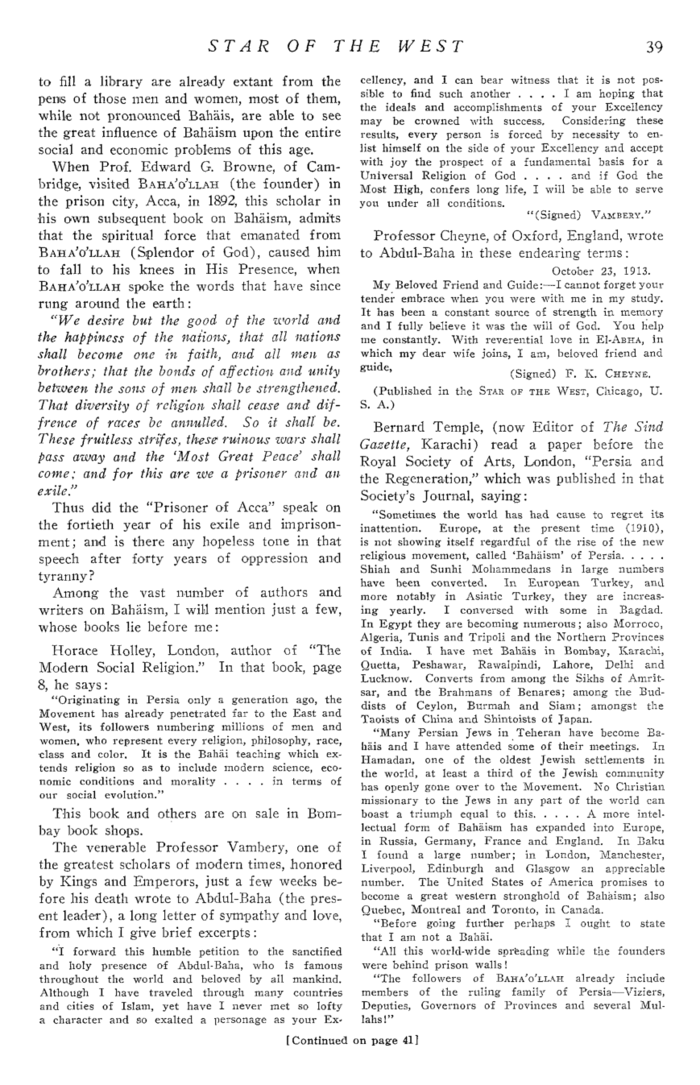 STAR OF THE WEST 39
to fill a library are already extant from the
pens of those men and women, most of them,
while not pronounced Bahäis, are able to see
the great influence of Bahäism upon the entire
social and economic problems of this age.
When Prof. Edward G. Browne, of Cam-
bridge, visited BAHA'O'LLAH (the founder) in
the prison city, Acca, in 1892, this scholar in
his own subsequent book on Bahäism, admits
that the spiritual force that emanated from
BAHA'O'LLAH (Splendor of God), caused him
to fall to his knees in His Presence, when
BAHA'O'LLAH spoke the words that have since
rung around the earth:
"We desire but the good of the world and
the happiness of the nations, that all nations
shall become one in faith, and all men as
brothers; that the bonds of affection and unity
between the sons of men shall be strengthened.
That diversity of religion shall cease and dif-
frence of races be annulled. So it shall be.
These fruitless strifes, these ruinous wars shall
pass away and the 'Most Great Peace' shall
come; and for this are we a prisoner and an
exile."
Thus did the "Prisoner of Acca" speak on
the fortieth year of his exile and imprison-
ment; and is there any hopeless tone in that
speech after forty years of oppression and
tyranny?
Among the vast number of authors and
writers on Bahäism, I will mention just a few,
whose books lie before me:
Horace Holley, London, author of "The
Modern Social Religion." In that book, page
8, he says:
"Originating in Persia only a generation ago, the
Movement has already penetrated far to the East and
West, its followers numbering millions of men and
women, who represent every religion, philosophy, race,
class and color. It is the Bahäi teaching which ex-
tends religion so as to include modern science, eco-
nomic conditions and morality . . . . in terms of
our social evolution."
This book and others are on sale in Bom-
bay book shops.
The venerable Professor Vambery, one of
the greatest scholars of modern times, honored
by Kings and Emperors, just a few weeks be-
fore his death wrote to Abdul-Baha (the pres-
ent leader), a long letter of sympathy and love,
from which I give brief excerpts:
"I forward this humble petition to the sanctified
and holy presence of Abdul-Baha, who is famous
throughout the world and beloved by all mankind.
Although I have traveled through many countries
and cities of Islam, yet have I never met so lofty
a character and so exalted a personage as your Ex-
cellency, and I can bear witness that it is not pos-
sible to find such another . . . . I am hoping that
the ideals and accomplishments of your Excellency
may be crowned with success. Considering these
results, every person is forced by necessity to en-
list himself on the side of your Excellency and accept
with joy the prospect of a fundamental basis for a
Universal Religion of God . . . . and if God the
Most High, confers long life, I will be able to serve
you under all conditions.
"(Signed) VAMBERY."
Professor Cheyne, of Oxford, England, wrote
to Abdul-Baha in these endearing terms:
October 23, 1913.
My Beloved Friend and Guide:—I cannot forget your
tender embrace when you were with me in my study.
It has been a constant source of strength in memory
and I fully believe it was the will of God. You help
me constantly. With reverential love in El-ABHA, in
which my dear wife joins, I am, beloved friend and
guide,
(Signed) F. K. CHEYNE.
(Published in the STAR OF THE WEST, Chicago, U.
S. A.)
Bernard Temple, (now Editor of The Sind
Gazette, Karachi) read a paper before the
Royal Society of Arts, London, "Persia and
the Regeneration," which was published in that
Society's Journal, saying:
"Sometimes the world has had cause to regret its
inattention. Europe, at the present time (1910),
is not showing itself regardful of the rise of the new
religious movement, called 'Bahäism' of Persia. . . . .
Shiah and Sunhi Mohammedans in large numbers
have been converted. In European Turkey, and
more notably in Asiatic Turkey, they are increas-
ing yearly. I conversed with some in Bagdad.
In Egypt they are becoming numerous; also Morroco,
Algeria, Tunis and Tripoli and the Northern Provinces
of India. I have met Bahäis in Bombay, Karachi,
Quetta, Peshawar, Rawalpindi, Lahore, Delhi and
Lucknow. Converts from among the Sikhs of Amrit-
sar, and the Brahmans of Benares; among the Bud-
dists of Ceylon, Burmah and Siam; amongst the
Taoists of China and Shintoists of Japan.
"Many Persian Jews in Teheran have become Ba-
häis and I have attended some of their meetings. In
Hamadan, one of the oldest Jewish settlements in
the world, at least a third of the Jewish community
has openly gone over to the Movement. No Christian
missionary to the Jews in any part of the world can
boast a triumph equal to this. . . . . A more intel-
lectual form of Bahäism has expanded into Europe,
in Russia, Germany, France and England. In Baku
I found a large number; in London, Manchester,
Liverpool, Edinburgh and Glasgow an appreciable
number. The United States of America promises to
become a great western stronghold of Bahäism; also
Quebec, Montreal and Toronto, in Canada.
"Before going further perhaps I ought to state
that I am not a Bahäi.
"All this world-wide spreading while the founders
were behind prison walls!
"The followers of BAHA'O'LLAH already include
members of the ruling family of Persia—Viziers,
Deputies, Governors of Provinces and several Mul-
lahs!"
[Continued on page 41]